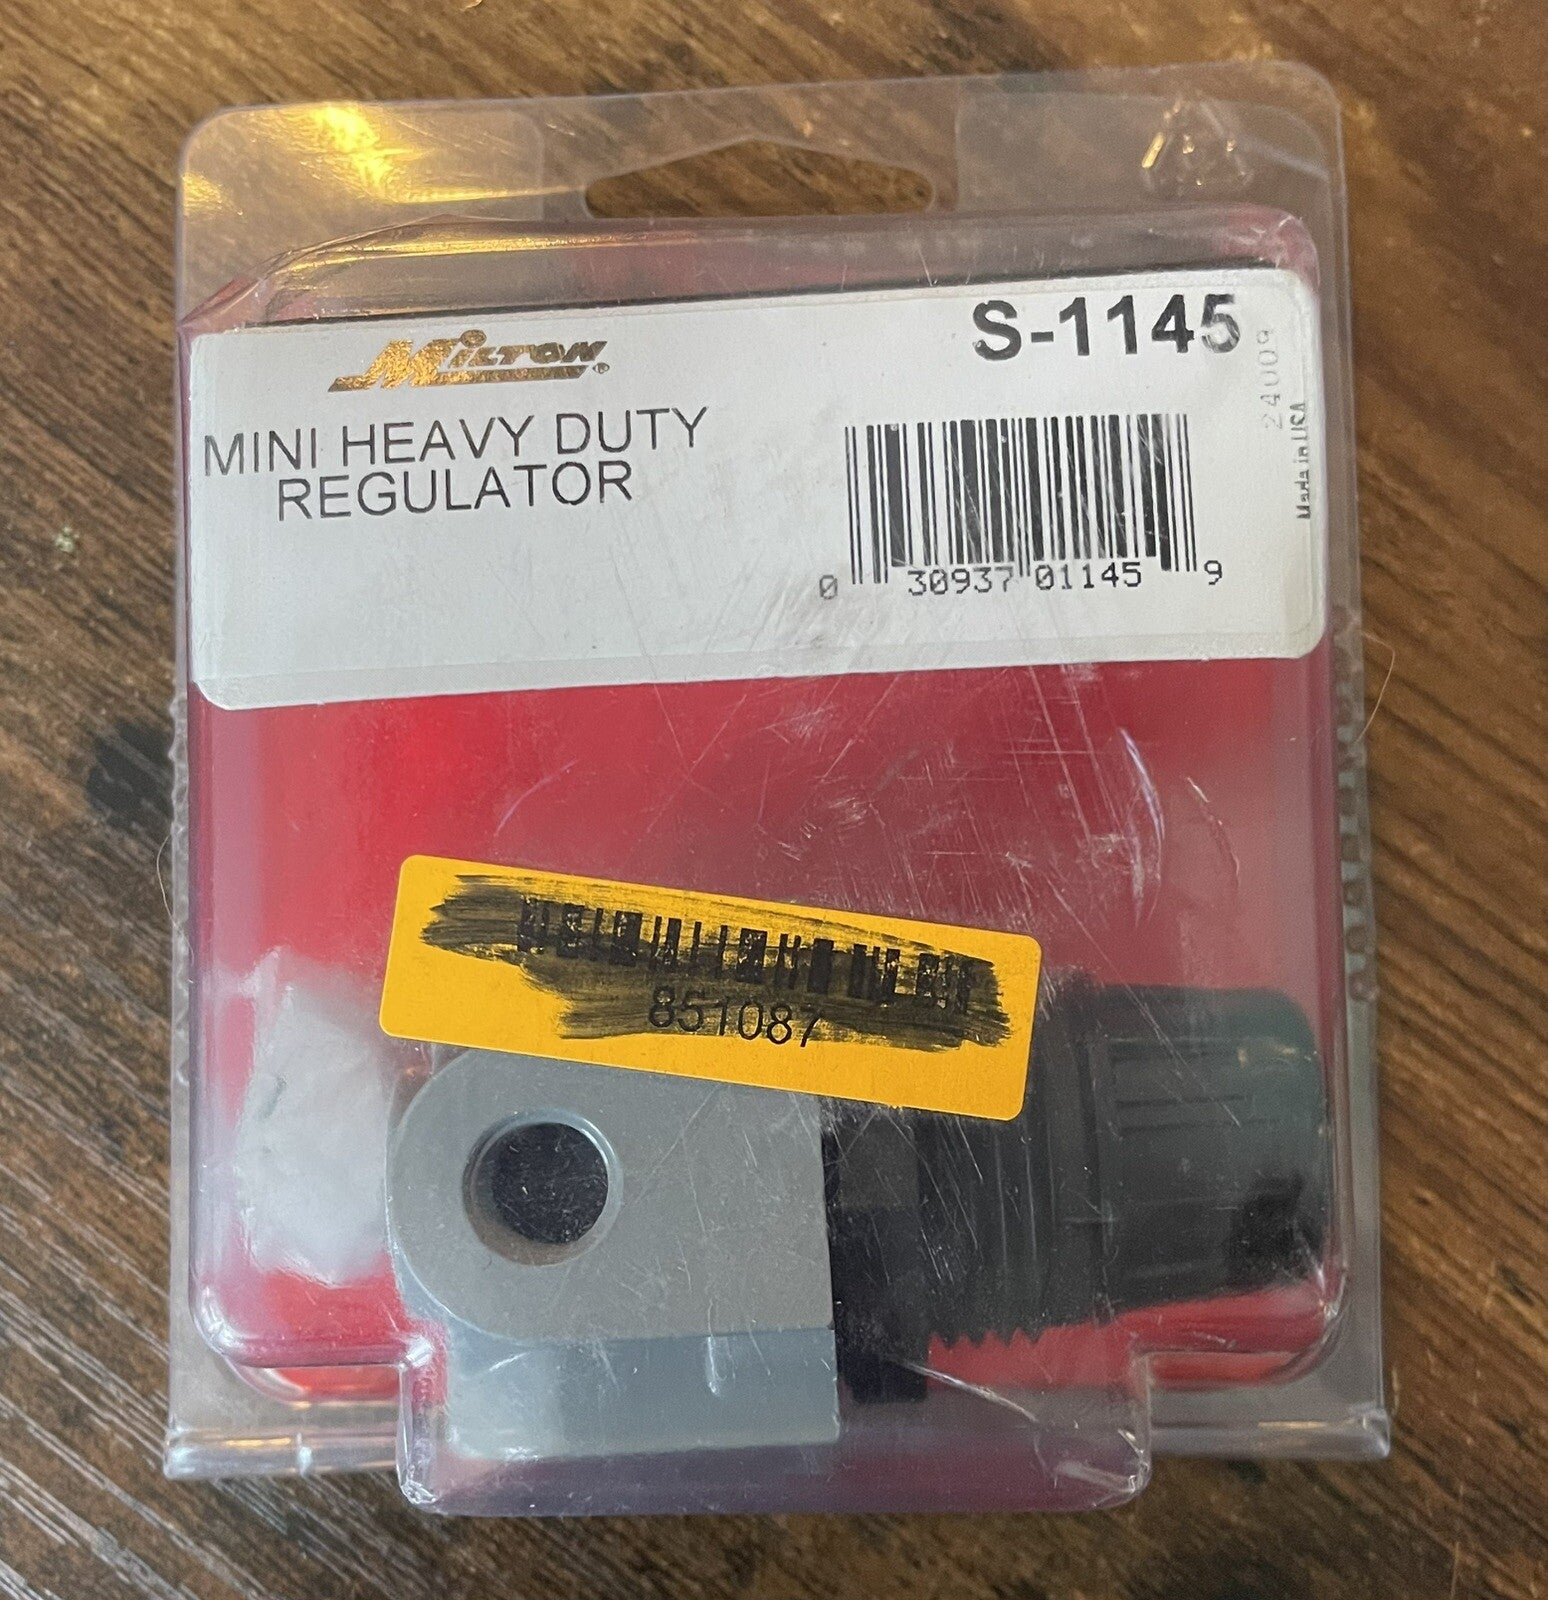 MILTON®
S-1145
MINI HEAVY DUTY
REGULATOR
0 30937 01145 9
24009
Made in USA
851087